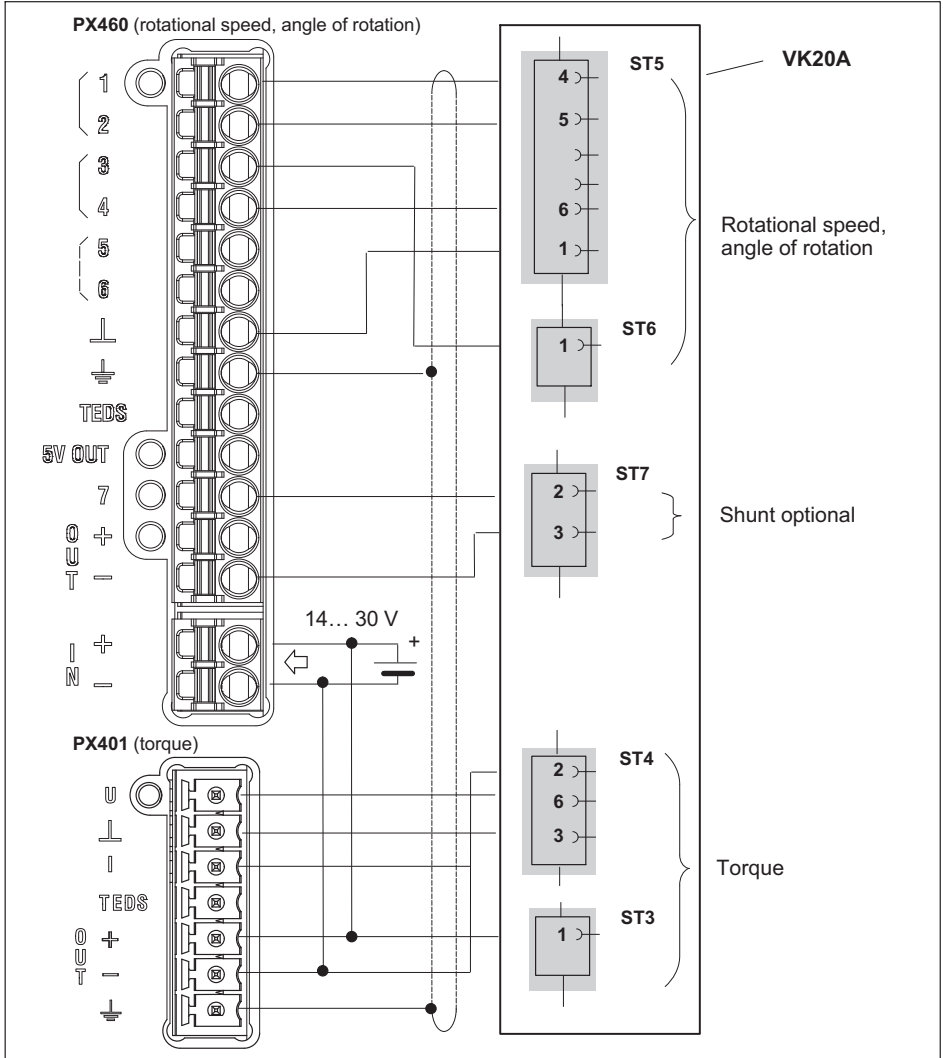 PX460 (rotational speed, angle of rotation)
1
2
3
4
5
6
TEDS
5V OUT
7
OUT + −
IN + −
14… 30 V
+
PX401 (torque)
U
I
TEDS
OUT + −
VK20A
ST5
4
5
6
1
Rotational speed,
angle of rotation
ST6
1
ST7
2
3
Shunt optional
ST4
2
6
3
Torque
ST3
1